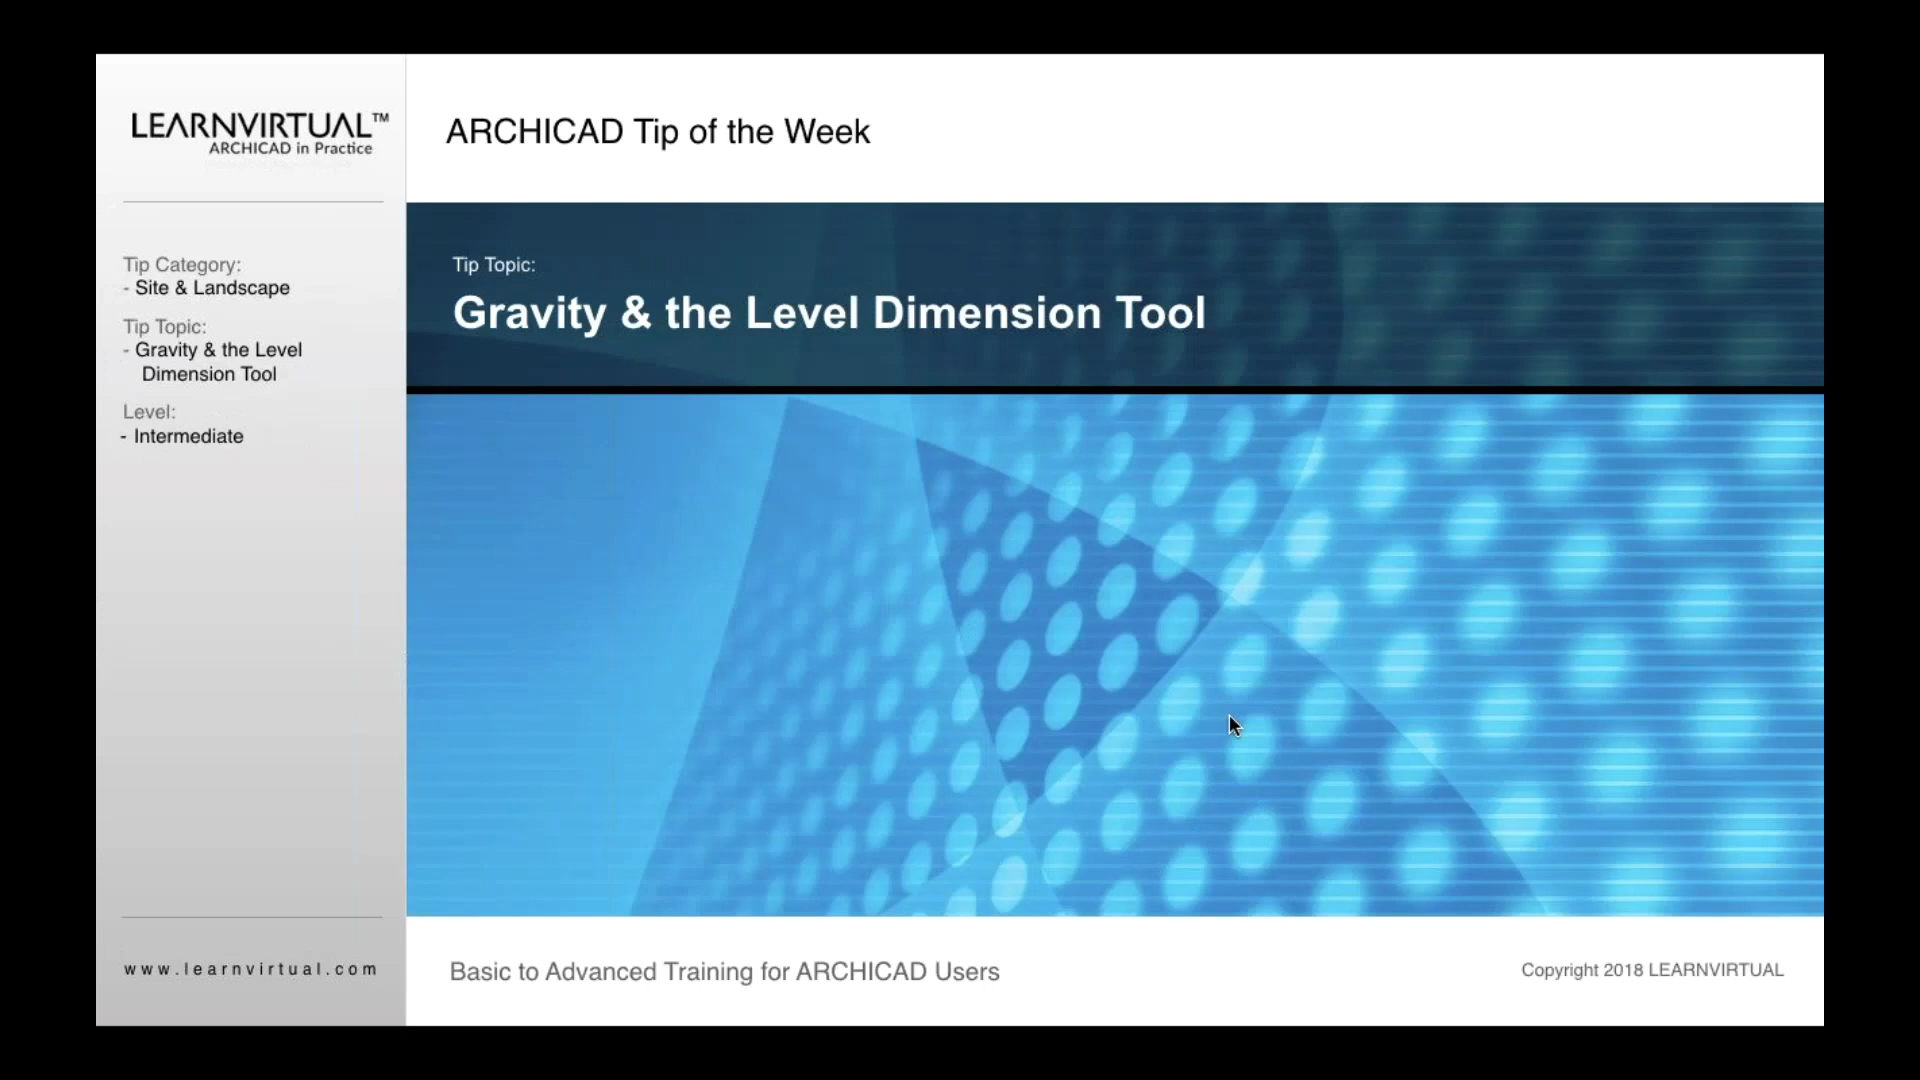 LEARNVIRTUAL™
ARCHICAD in Practice
Tip Category:
- Site & Landscape
Tip Topic:
- Gravity & the Level
Dimension Tool
Level:
- Intermediate
www.learnvirtual.com
ARCHICAD Tip of the Week
Tip Topic:
Gravity & the Level Dimension Tool
Basic to Advanced Training for ARCHICAD Users
Copyright 2018 LEARNVIRTUAL